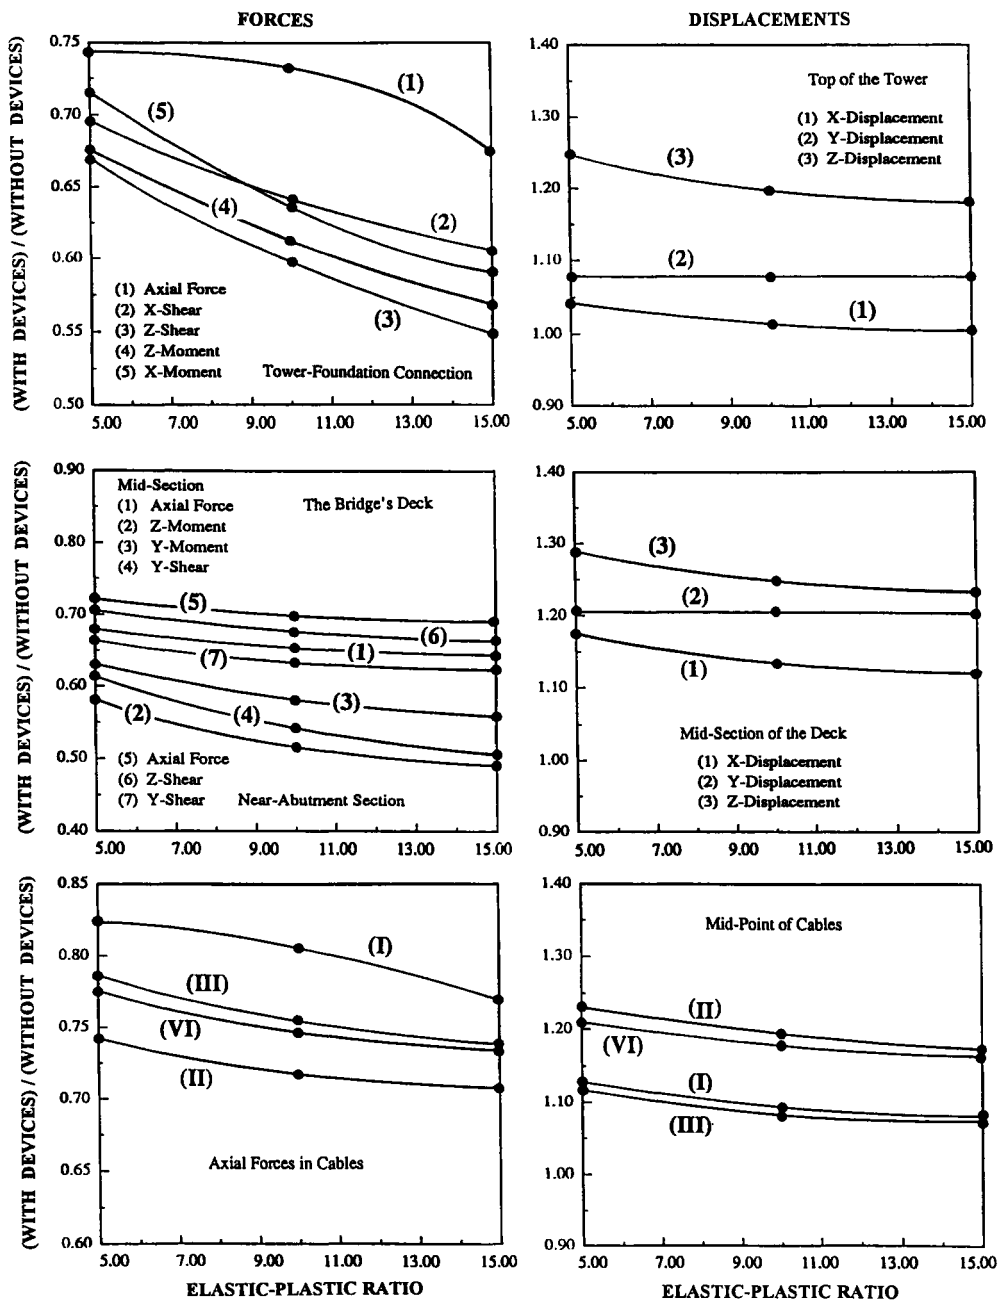 FORCES
(WITH DEVICES) / (WITHOUT DEVICES)
0.75
0.70
0.65
0.60
0.55
0.50
(1)
(5)
(4)
(2)
(3)
(1) Axial Force
(2) X-Shear
(3) Z-Shear
(4) Z-Moment
(5) X-Moment
Tower-Foundation Connection
5.00 7.00 9.00 11.00 13.00 15.00
DISPLACEMENTS
1.40
1.30
1.20
1.10
1.00
0.90
Top of the Tower
(1) X-Displacement
(2) Y-Displacement
(3) Z-Displacement
(3)
(2)
(1)
5.00 7.00 9.00 11.00 13.00 15.00
(WITH DEVICES) / (WITHOUT DEVICES)
0.90
0.80
0.70
0.60
0.50
0.40
Mid-Section
(1) Axial Force
(2) Z-Moment
(3) Y-Moment
(4) Y-Shear
The Bridge's Deck
(5)
(6)
(1)
(7)
(3)
(4)
(2)
(5) Axial Force
(6) Z-Shear
(7) Y-Shear
Near-Abutment Section
5.00 7.00 9.00 11.00 13.00 15.00
1.40
1.30
1.20
1.10
1.00
0.90
(3)
(2)
(1)
Mid-Section of the Deck
(1) X-Displacement
(2) Y-Displacement
(3) Z-Displacement
5.00 7.00 9.00 11.00 13.00 15.00
(WITH DEVICES) / (WITHOUT DEVICES)
0.85
0.80
0.75
0.70
0.65
0.60
(I)
(III)
(VI)
(II)
Axial Forces in Cables
5.00 7.00 9.00 11.00 13.00 15.00
ELASTIC-PLASTIC RATIO
1.40
1.30
1.20
1.10
1.00
0.90
Mid-Point of Cables
(II)
(VI)
(I)
(III)
5.00 7.00 9.00 11.00 13.00 15.00
ELASTIC-PLASTIC RATIO